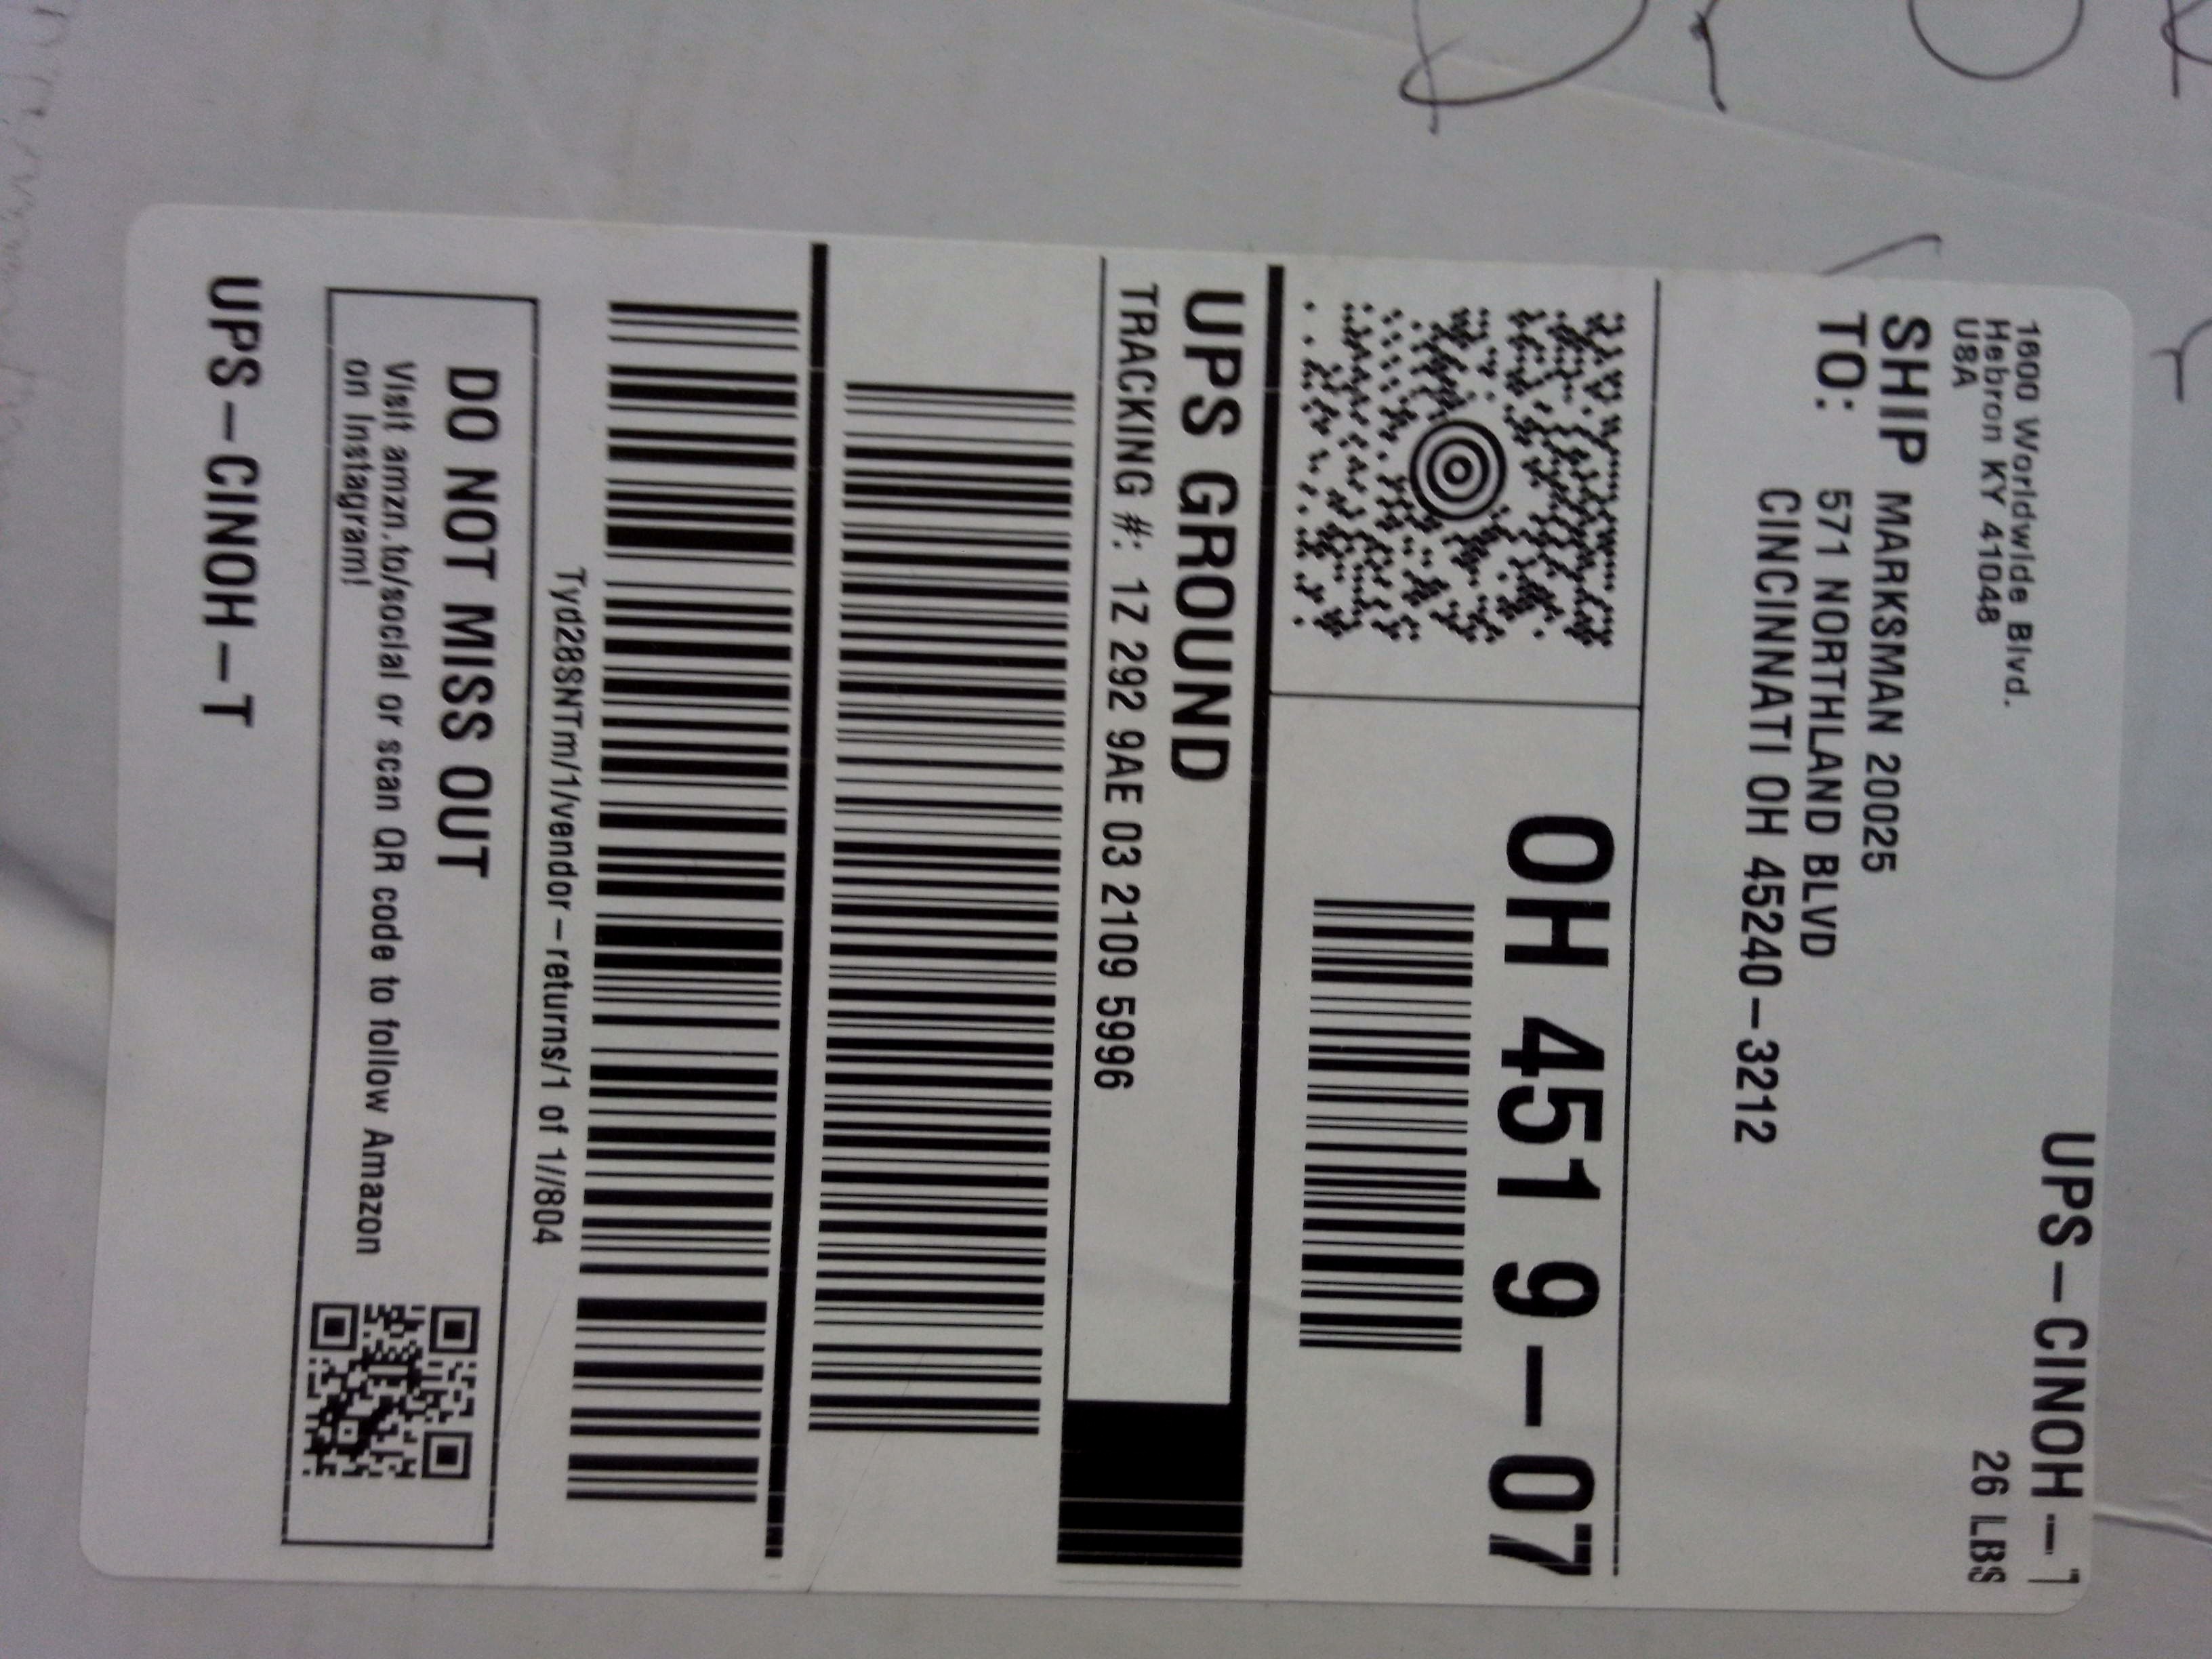 UPS-CINOH-T
26 LBS
1600 Worldwide Blvd.
Hebron KY 41048
USA
SHIP MARKSMAN 20025
TO: 571 NORTHLAND BLVD
CINCINNATI OH 45240-3212
OH 451 9-07
UPS GROUND
TRACKING #: 1Z 292 9AE 03 2109 5996
Tyd28SNTm/1/vendor-returns/1 of 1//804
DO NOT MISS OUT
Visit amzn.to/social or scan QR code to follow Amazon
on Instagram!
UPS-CINOH-T